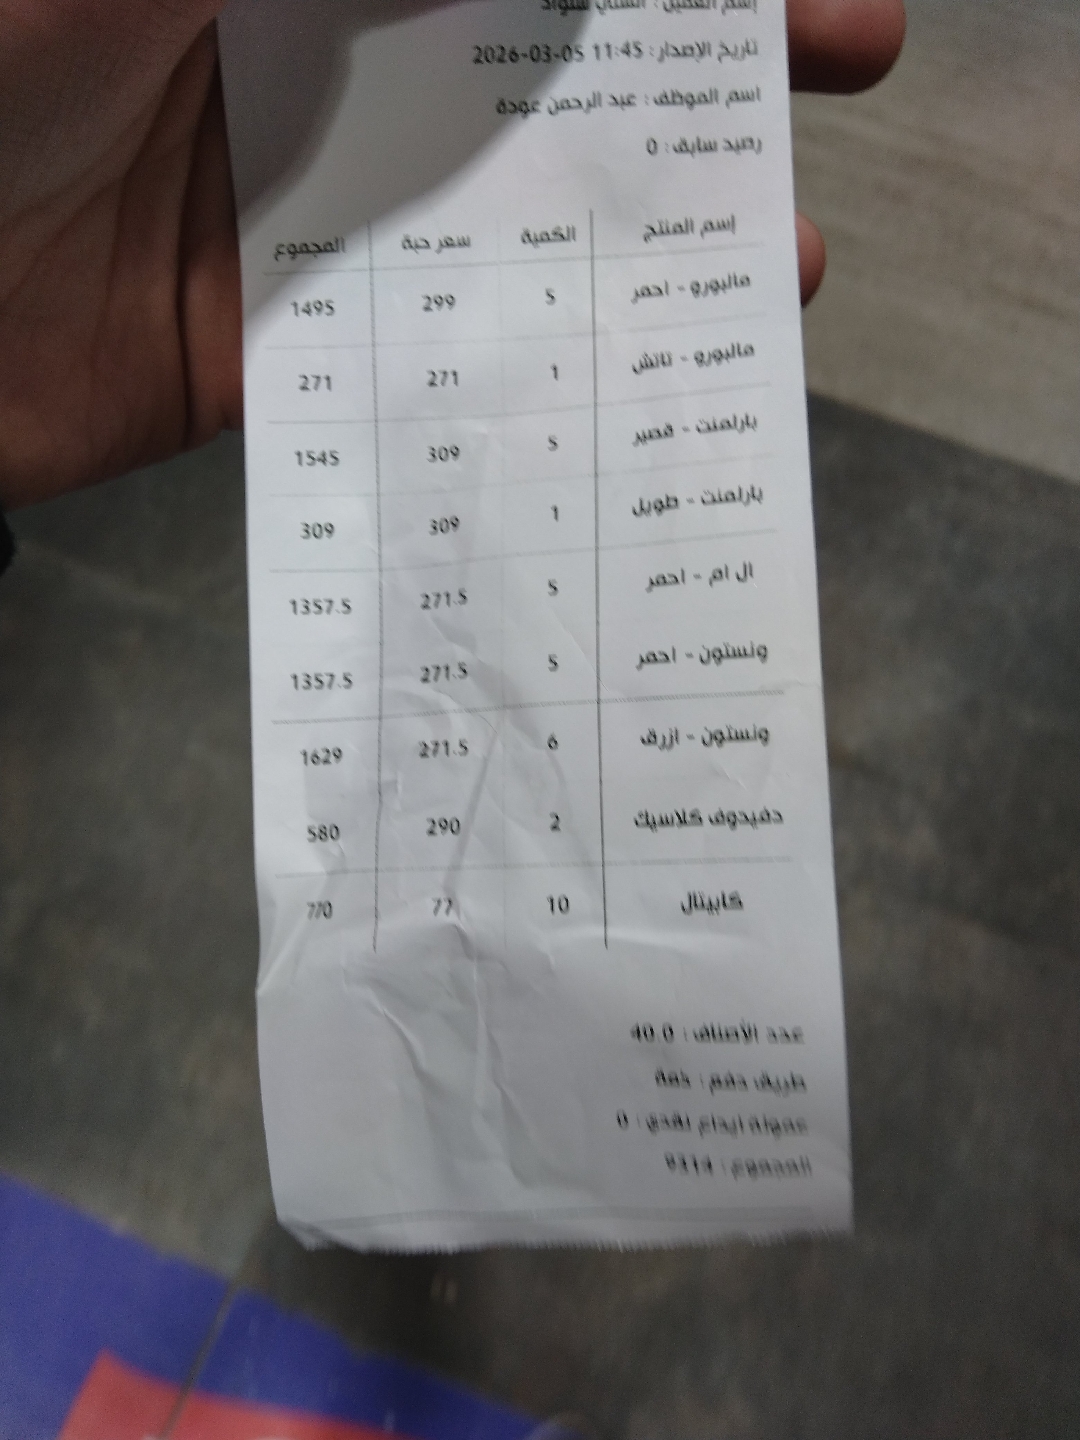 تاريخ الإصدار: 11:45 2026-03-05
اسم الموظف: عبد الرحمن عودة
رصيد سابق: 0
إسم المنتج الكمية سعر حبة المجموع
مالبورو - احمر 5 299 1495
مالبورو - تاتش 1 271 271
بارلمنت - قصير 5 309 1545
بارلمنت - طويل 1 309 309
ال ام - احمر 5 271.5 1357.5
ونستون - احمر 5 271.5 1357.5
ونستون - ازرق 6 271.5 1629
دفيدوف كلاسيك 2 290 580
كابيتال 10 77 770
عدد الأصناف: 40.0
طريق دفع: ذمة
عمولة ايداع نقدي: 0
المجموع: 9314